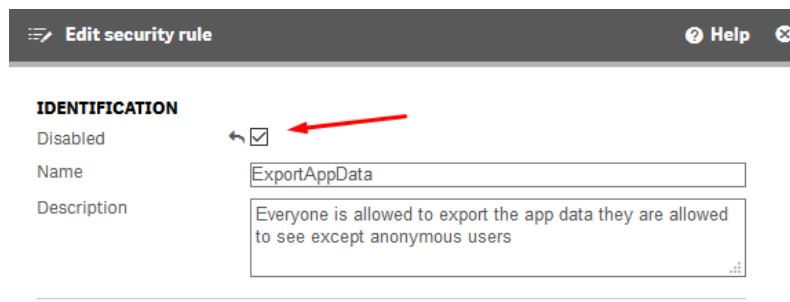 Edit security rule
Help
IDENTIFICATION
Disabled
Name
ExportAppData
Description
Everyone is allowed to export the app data they are allowed
to see except anonymous users